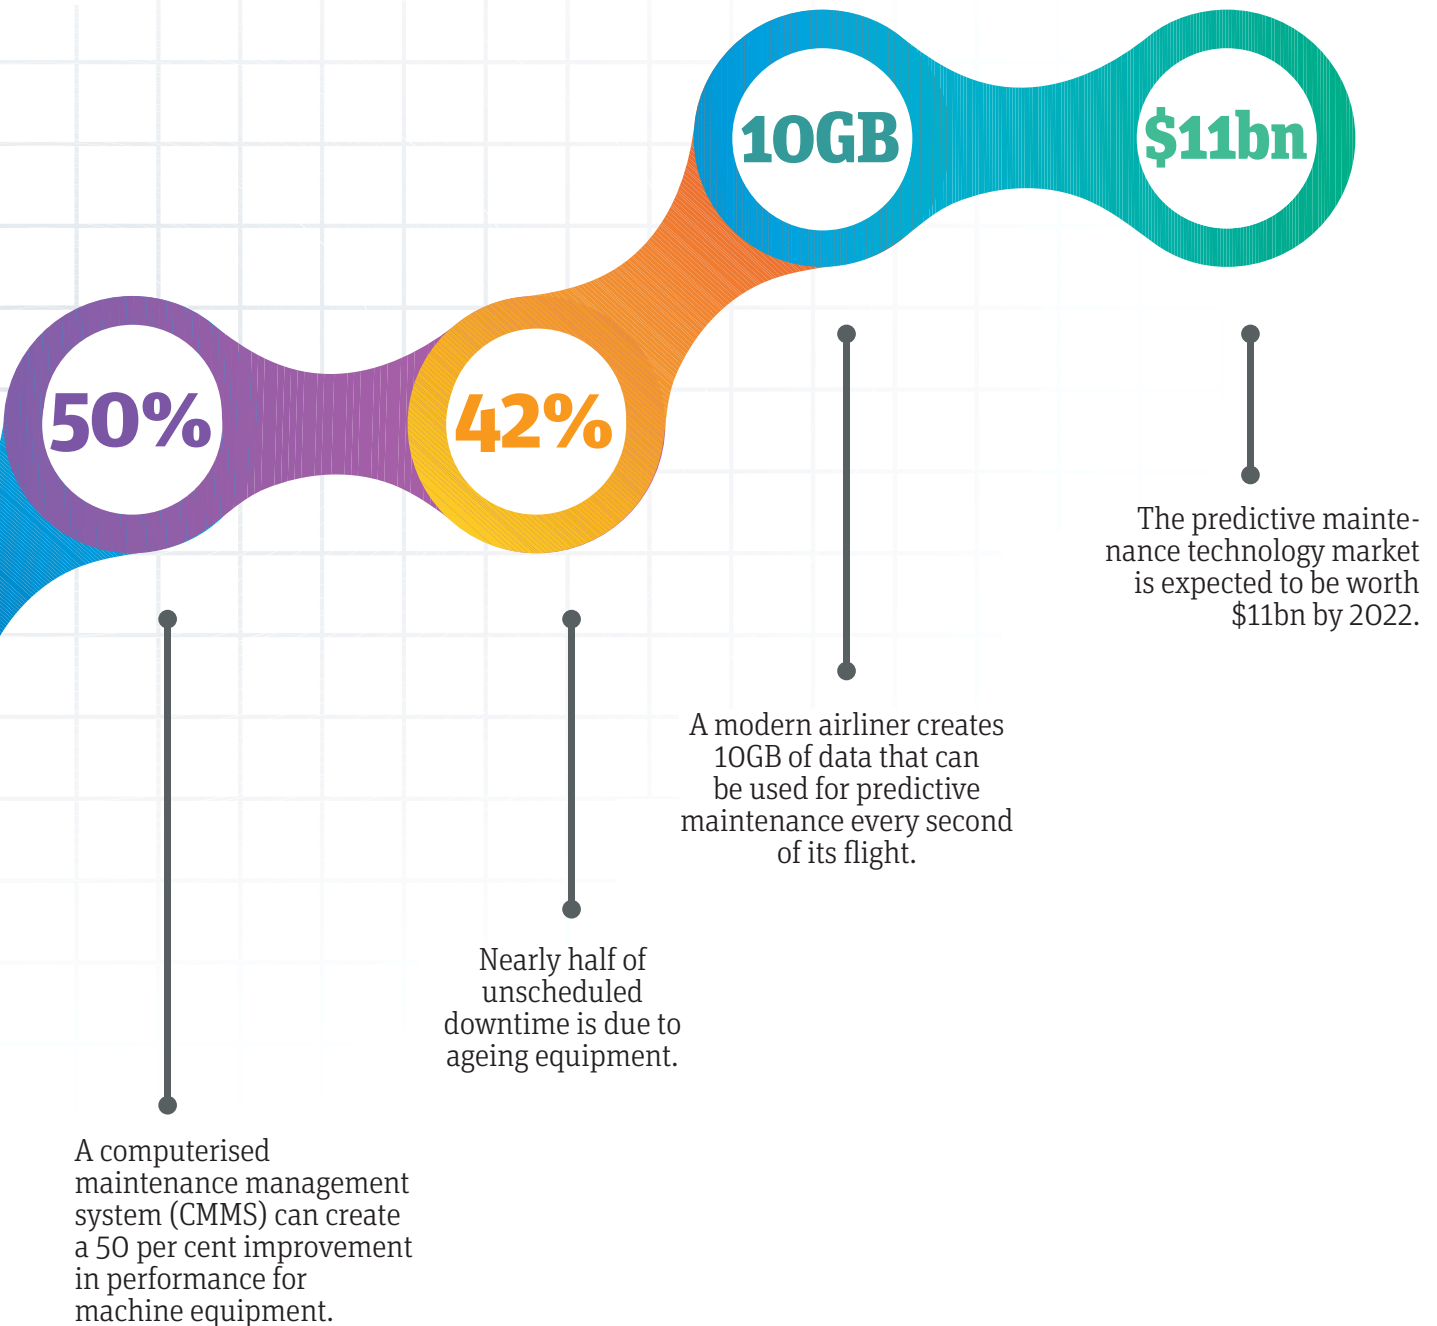 10GB
$11bn
50%
42%
The predictive mainte-
nance technology market
is expected to be worth
$11bn by 2022.
A modern airliner creates
10GB of data that can
be used for predictive
maintenance every second
of its flight.
Nearly half of
unscheduled
downtime is due to
ageing equipment.
A computerised
maintenance management
system (CMMS) can create
a 50 per cent improvement
in performance for
machine equipment.